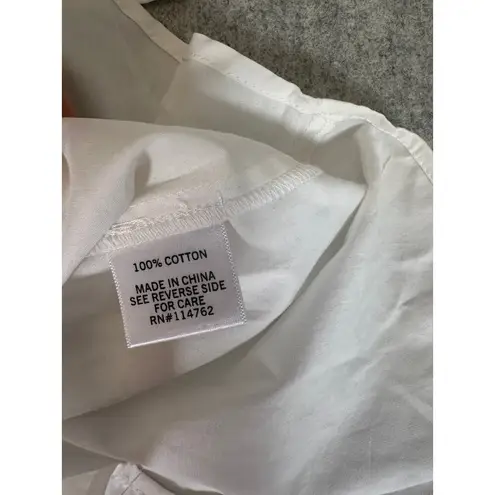 100% COTTON
MADE IN CHINA
SEE REVERSE SIDE
FOR CARE
RN#114762